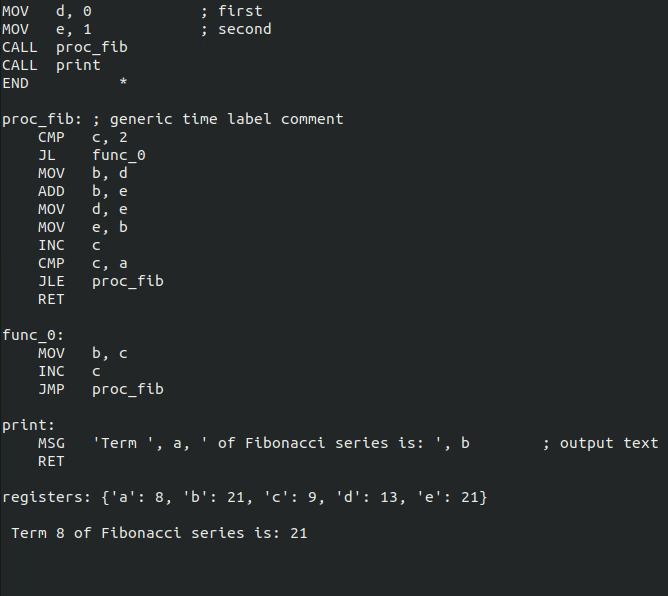 MOV   d, 0            ; first
MOV   e, 1            ; second
CALL  proc_fib
CALL  print
END          *
proc_fib: ; generic time label comment
    CMP   c, 2
    JL    func_0
    MOV   b, d
    ADD   b, e
    MOV   d, e
    MOV   e, b
    INC   c
    CMP   c, a
    JLE   proc_fib
    RET
func_0:
    MOV   b, c
    INC   c
    JMP   proc_fib
print:
    MSG   'Term ', a, ' of Fibonacci series is: ', b        ; output text
    RET
registers: {'a': 8, 'b': 21, 'c': 9, 'd': 13, 'e': 21}
 Term 8 of Fibonacci series is: 21